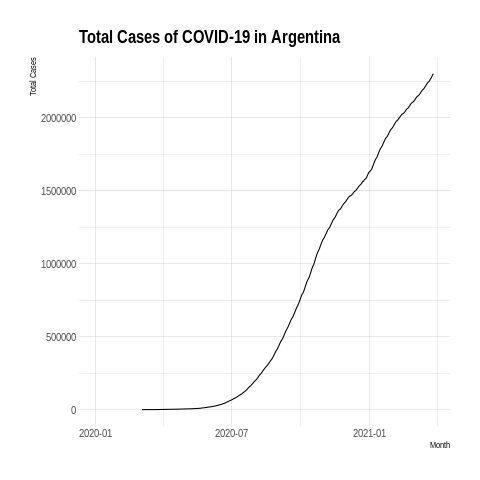 Total Cases of COVID-19 in Argentina
Total Cases
2000000
1500000
1000000
500000
0
2020-01 2020-07 2021-01
Month